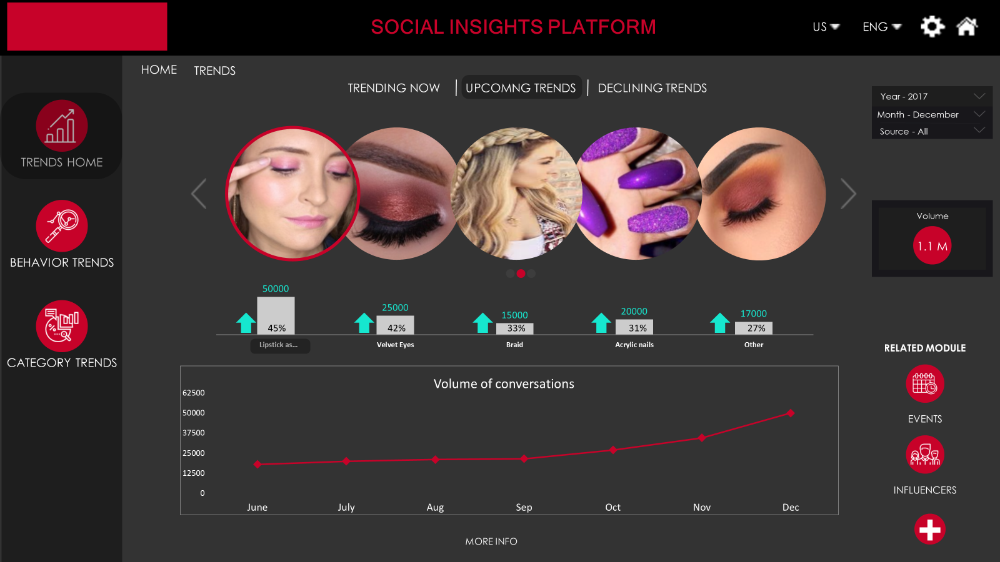 SOCIAL INSIGHTS PLATFORM
US
ENG
HOME
TRENDS
TRENDING NOW
UPCOMNG TRENDS
DECLINING TRENDS
Year - 2017
Month - December
Source - All
TRENDS HOME
BEHAVIOR TRENDS
CATEGORY TRENDS
Volume
1.1 M
50000
25000
15000
20000
17000
45%
42%
33%
31%
27%
Lipstick as...
Velvet Eyes
Braid
Acrylic nails
Other
Volume of conversations
62500
50000
37500
25000
12500
0
June
July
Aug
Sep
Oct
Nov
Dec
MORE INFO
RELATED MODULE
EVENTS
INFLUENCERS